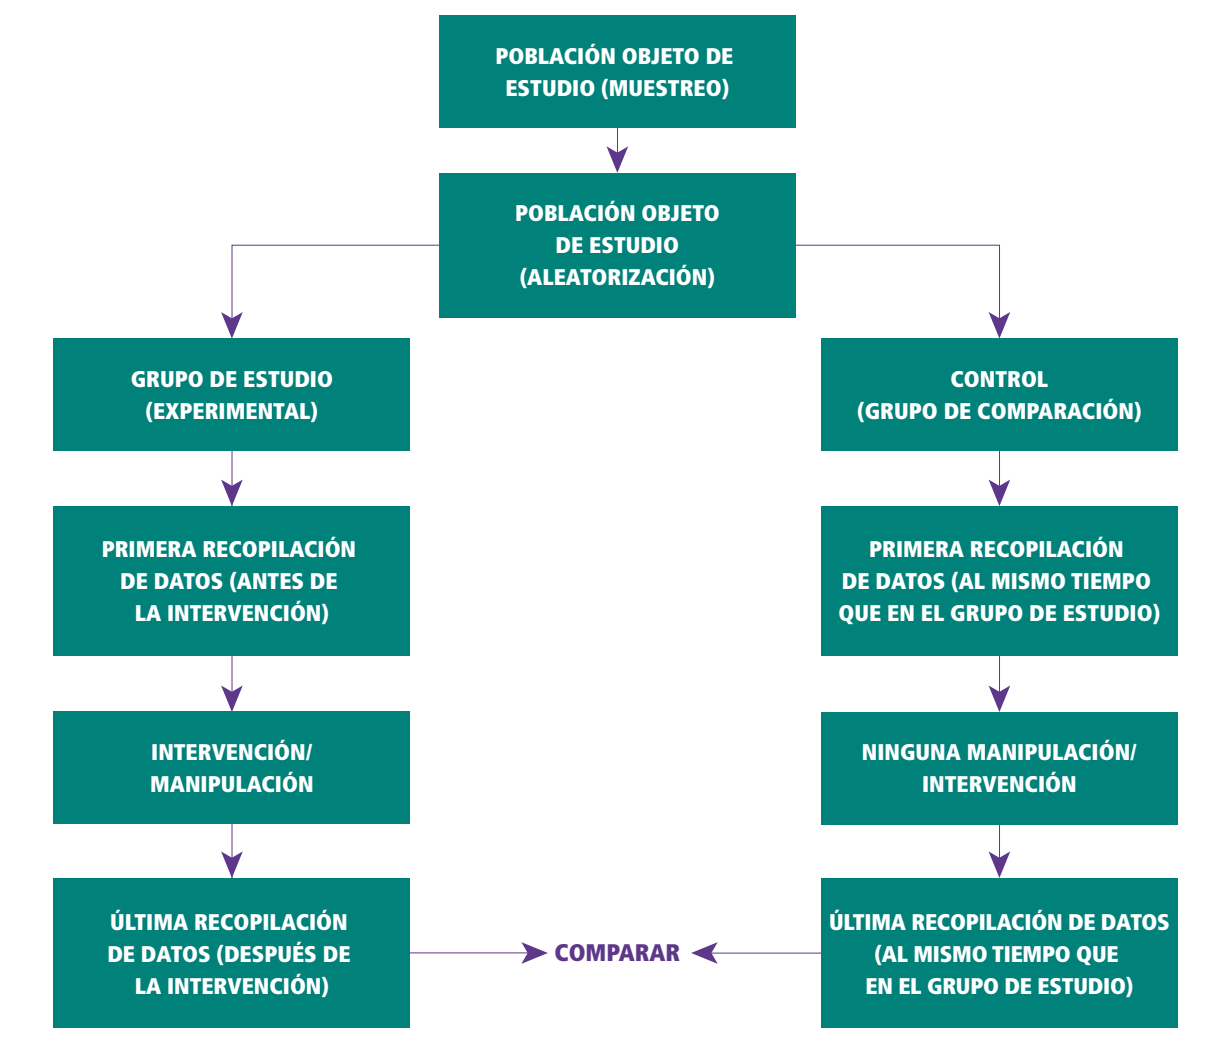 POBLACIÓN OBJETO DE
ESTUDIO (MUESTREO)
POBLACIÓN OBJETO
DE ESTUDIO
(ALEATORIZACIÓN)
GRUPO DE ESTUDIO
(EXPERIMENTAL)
CONTROL
(GRUPO DE COMPARACIÓN)
PRIMERA RECOPILACIÓN
DE DATOS (ANTES DE
LA INTERVENCIÓN)
PRIMERA RECOPILACIÓN
DE DATOS (AL MISMO TIEMPO
QUE EN EL GRUPO DE ESTUDIO)
INTERVENCIÓN/
MANIPULACIÓN
NINGUNA MANIPULACIÓN/
INTERVENCIÓN
ÚLTIMA RECOPILACIÓN
DE DATOS (DESPUÉS DE
LA INTERVENCIÓN)
COMPARAR
ÚLTIMA RECOPILACIÓN DE DATOS
(AL MISMO TIEMPO QUE
EN EL GRUPO DE ESTUDIO)